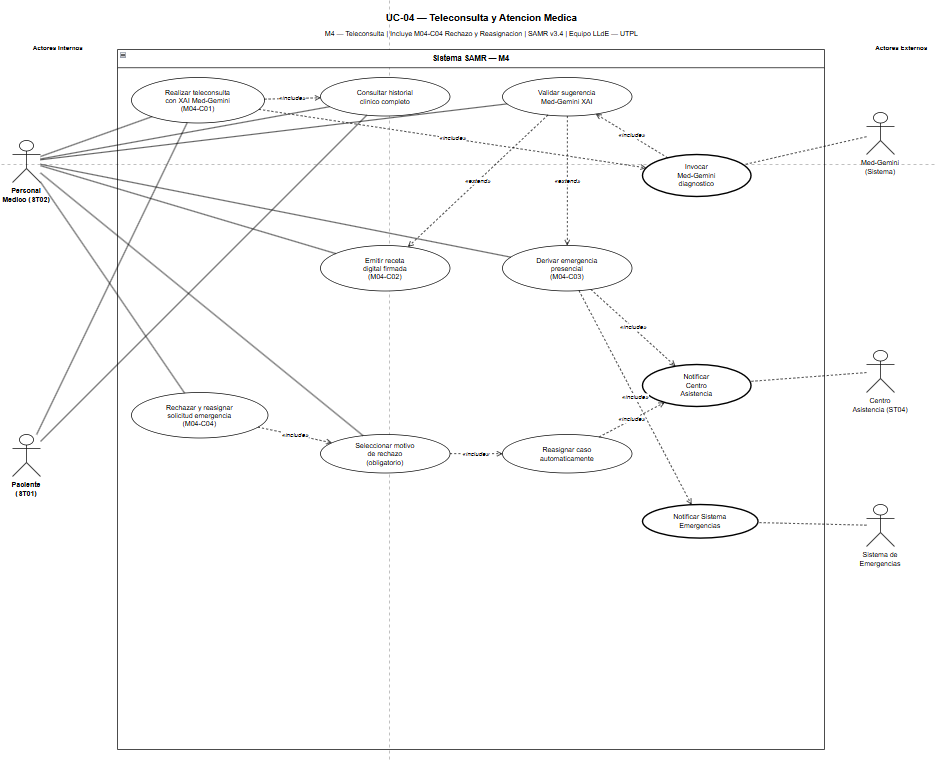 UC-04 — Teleconsulta y Atencion Medica
M4 — Teleconsulta | Incluye M04-C04 Rechazo y Reasignacion | SAMR v3.4 | Equipo LLdE — UTPL
Actores Internos
Actores Externos
Sistema SAMR — M4
Realizar teleconsulta
con XAI Med-Gemini
(M04-C01)
«include»
Consultar historial
clinico completo
Validar sugerencia
Med-Gemini XAI
«include»
«include»
Invocar
Med-Gemini
diagnostico
Med-Gemini
(Sistema)
Personal
Medico (ST02)
«extend»
«extend»
Emitir receta
digital firmada
(M04-C02)
Derivar emergencia
presencial
(M04-C03)
«include»
Notificar
Centro
Asistencia
Centro
Asistencia (ST04)
«include»
Rechazar y reasignar
solicitud emergencia
(M04-C04)
«include»
«include»
Seleccionar motivo
de rechazo
(obligatorio)
«include»
Reasignar caso
automaticamente
Paciente
(ST01)
Notificar Sistema
Emergencias
Sistema de
Emergencias